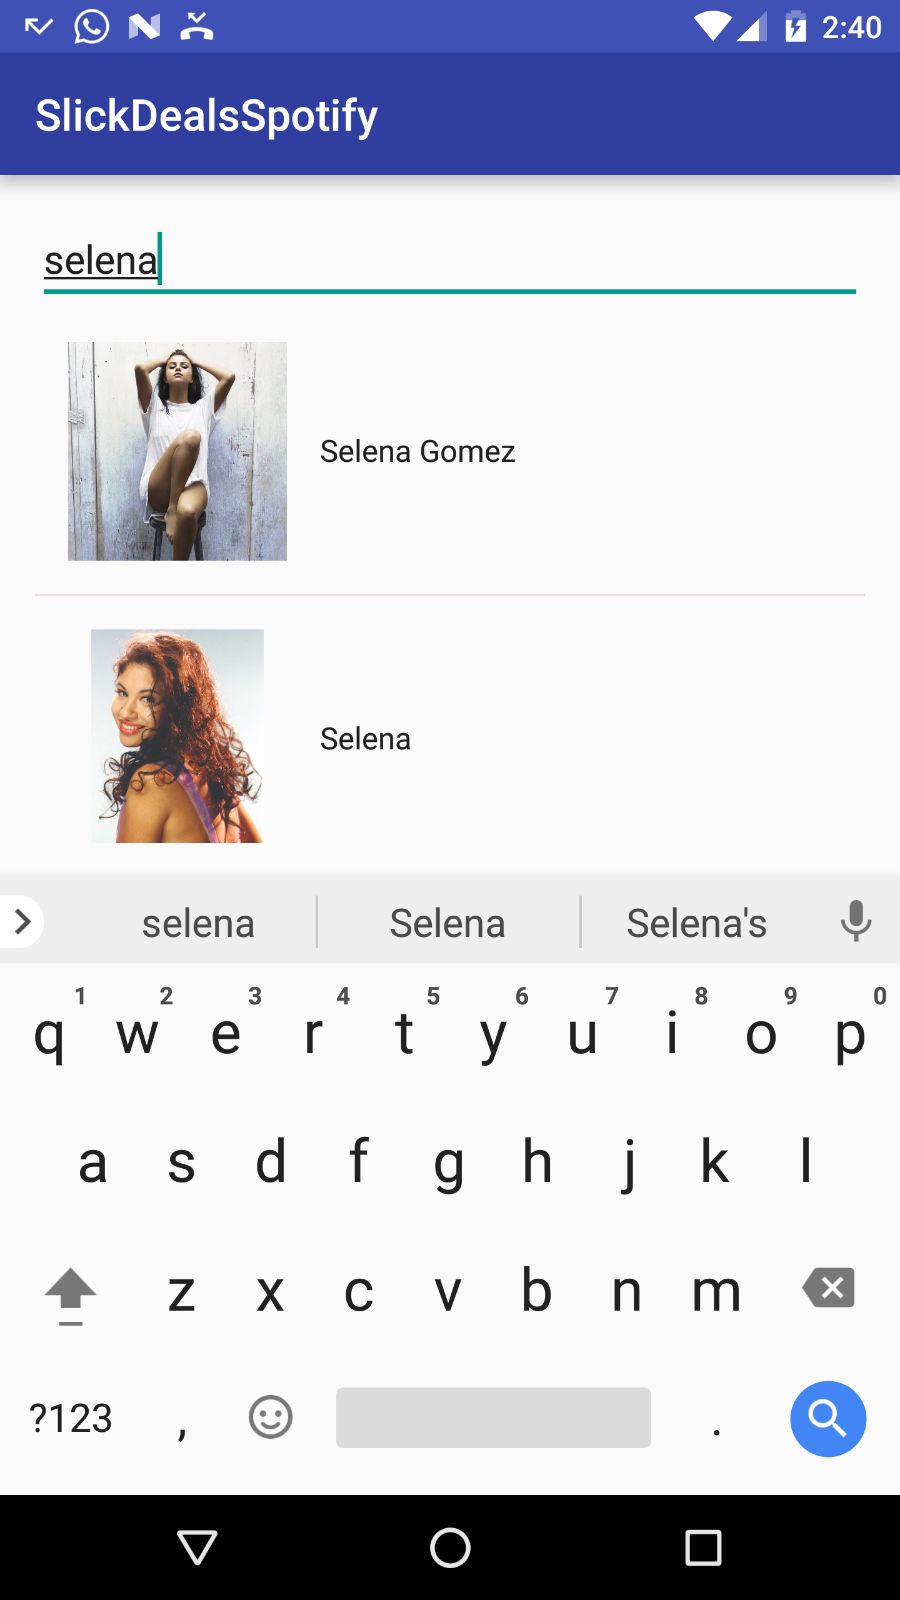 2:40
SlickDealsSpotify
selena
Selena Gomez
Selena
selena Selena Selena's
1 2 3 4 5 6 7 8 9 0
q w e r t y u i o p
a s d f g h j k l
z x c v b n m
?123 , .